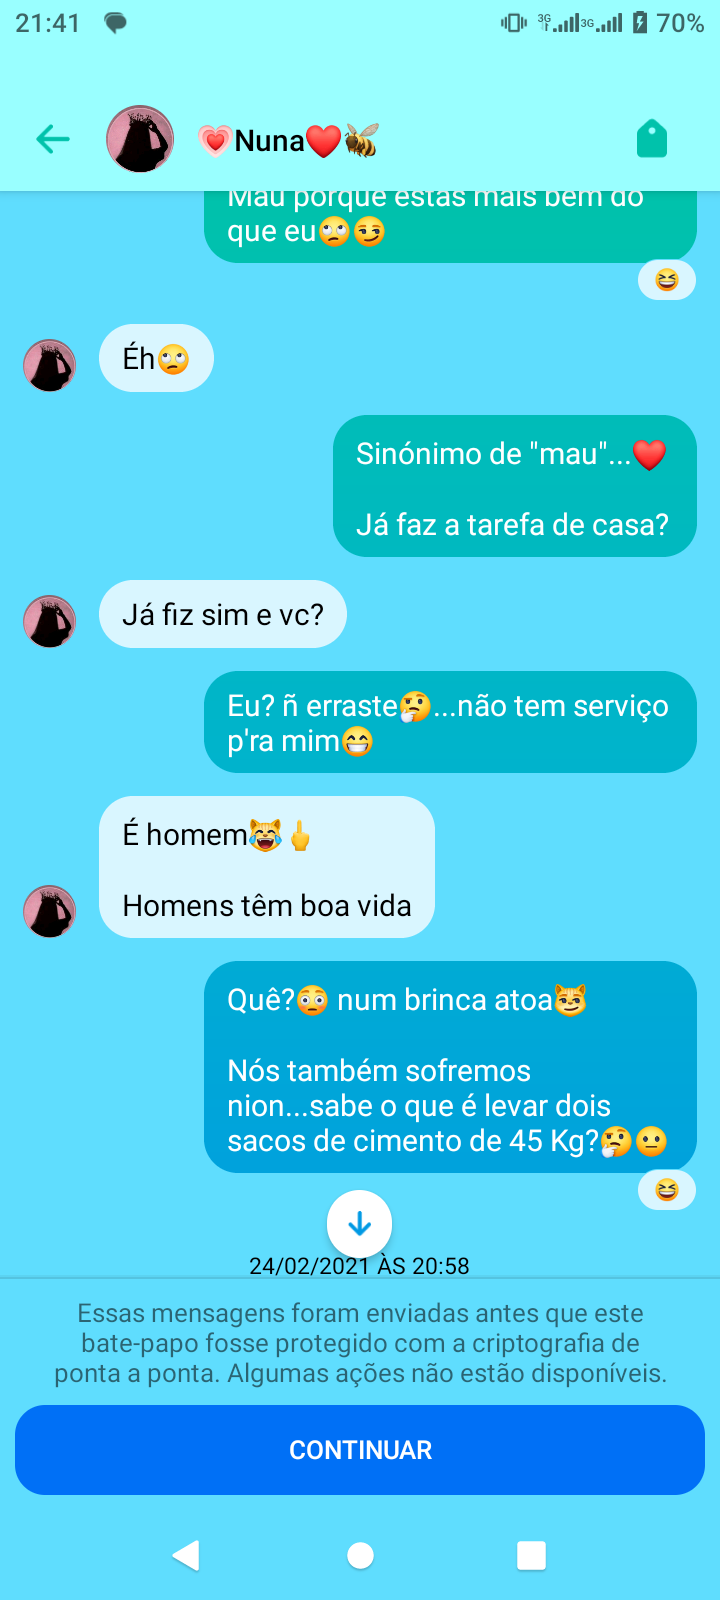 21:41
3G 3G 70%
💗Nuna❤️🐝
Mau porque estás mais bem do
que eu🙄😏
😆
Éh🙄
Sinónimo de "mau"...❤️
Já faz a tarefa de casa?
Já fiz sim e vc?
Eu? ñ erraste🤔...não tem serviço
p'ra mim😁
É homem😹🖕
Homens têm boa vida
Quê?😳 num brinca atoa😼
Nós também sofremos
nion...sabe o que é levar dois
sacos de cimento de 45 Kg?🤔😐
😆
24/02/2021 ÀS 20:58
Essas mensagens foram enviadas antes que este
bate-papo fosse protegido com a criptografia de
ponta a ponta. Algumas ações não estão disponíveis.
CONTINUAR